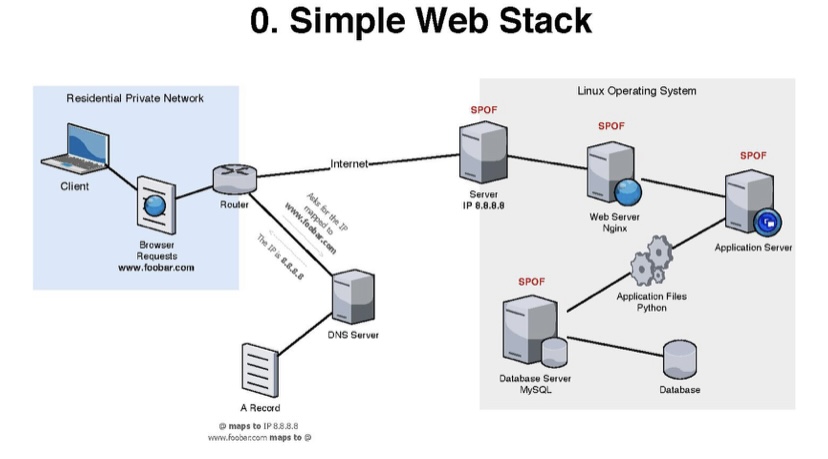 0. Simple Web Stack
Residential Private Network
Linux Operating System
SPOF
SPOF
SPOF
Client
Internet
Router
Server
IP 8.8.8.8
Web Server
Nginx
Application Server
Browser
Requests
www.foobar.com
Asks for the IP
mapped to
www.foobar.com
The IP is 8.8.8.8
SPOF
Application Files
Python
DNS Server
Database Server
MySQL
Database
A Record
@ maps to IP 8.8.8.8
www.foobar.com maps to @